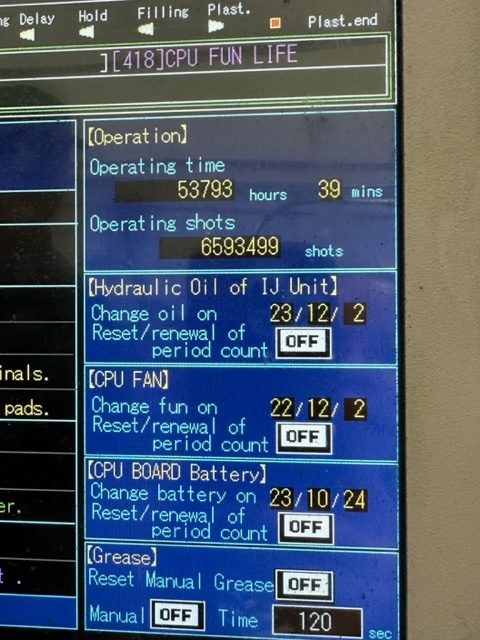 Delay Hold Filling Plast.
Plast.end
][418]CPU FUN LIFE
[Operation]
Operating time
53793 hours 39 mins
Operating shots
6593499 shots
[Hydraulic Oil of IJ Unit]
Change oil on 23/12/ 2
Reset/renewal of
period count OFF
[CPU FAN]
Change fun on 22/12/ 2
Reset/renewal of
period count OFF
[CPU BOARD Battery]
Change battery on 23/10/24
Reset/renewal of
period count OFF
[Grease]
Reset Manual Grease OFF
Manual OFF Time 120 sec
inals.
pads.
er.
t .